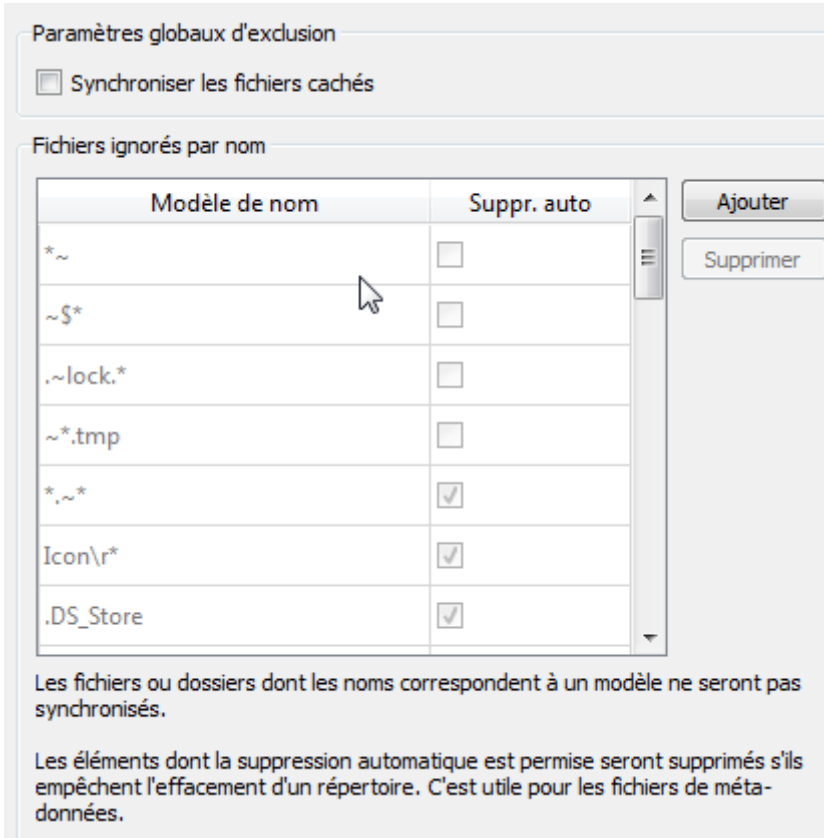 Paramètres globaux d'exclusion
Synchroniser les fichiers cachés
Fichiers ignorés par nom
Modèle de nom Suppr. auto
Ajouter
*~
Supprimer
~$*
.~lock.*
~*.tmp
*.~*
Icon\r*
.DS_Store
Les fichiers ou dossiers dont les noms correspondent à un modèle ne seront pas
synchronisés.
Les éléments dont la suppression automatique est permise seront supprimés s'ils
empêchent l'effacement d'un répertoire. C'est utile pour les fichiers de méta-
données.